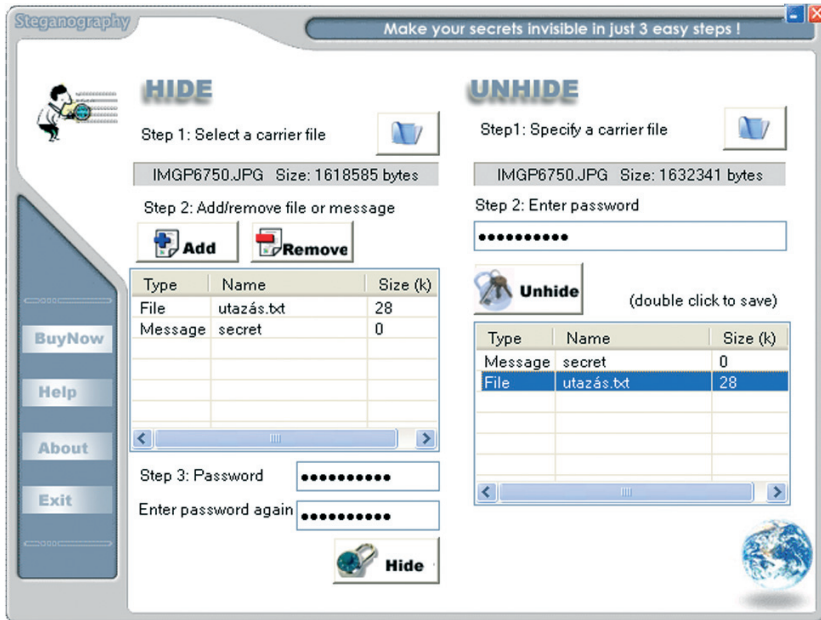 Steganography
Make your secrets invisible in just 3 easy steps !
HIDE
Step 1: Select a carrier file
IMGP6750.JPG Size: 1618585 bytes
Step 2: Add/remove file or message
Add Remove
Type Name Size (k)
File utazás.txt 28
Message secret 0
Step 3: Password ●●●●●●●●●●
Enter password again ●●●●●●●●●●
Hide
UNHIDE
Step1: Specify a carrier file
IMGP6750.JPG Size: 1632341 bytes
Step 2: Enter password
●●●●●●●●●●
Unhide (double click to save)
Type Name Size (k)
Message secret 0
File utazás.txt 28
BuyNow
Help
About
Exit